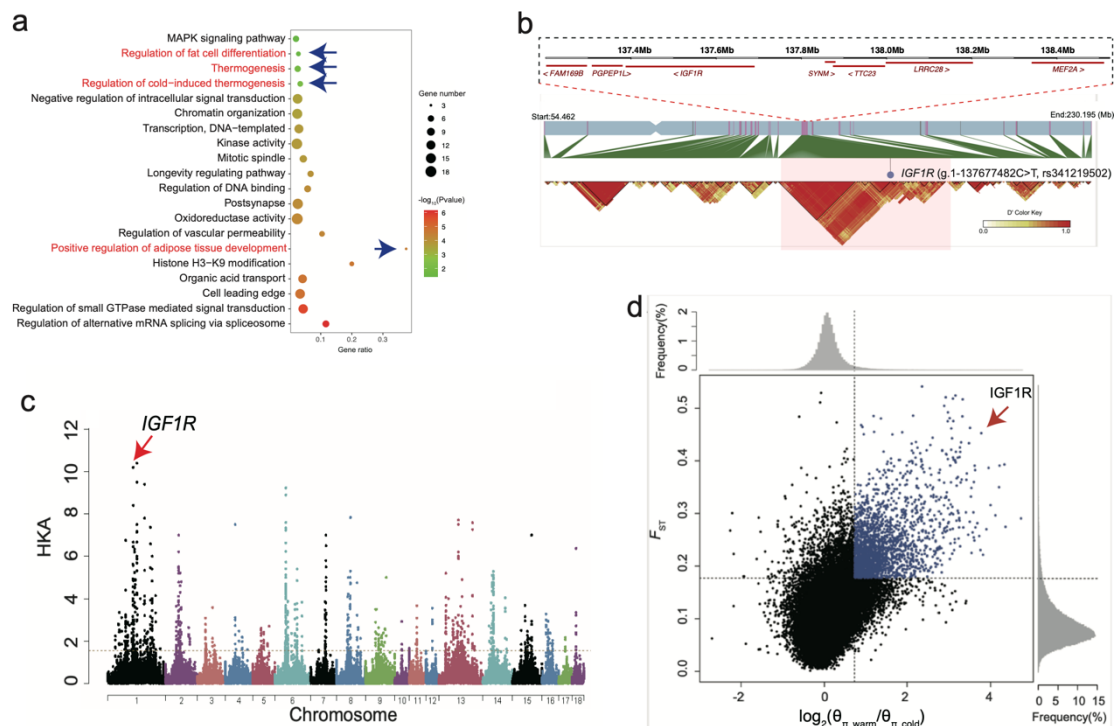 a
MAPK signaling pathway
Regulation of fat cell differentiation
Thermogenesis
Regulation of cold-induced thermogenesis
Negative regulation of intracellular signal transduction
Chromatin organization
Transcription, DNA-templated
Kinase activity
Mitotic spindle
Longevity regulating pathway
Regulation of DNA binding
Postsynapse
Oxidoreductase activity
Regulation of vascular permeability
Positive regulation of adipose tissue development
Histone H3-K9 modification
Organic acid transport
Cell leading edge
Regulation of small GTPase mediated signal transduction
Regulation of alternative mRNA splicing via spliceosome
0.1 0.2 0.3
Gene ratio
Gene number
3
6
9
12
15
18
-log10(Pvalue)
6
5
4
3
2
b
137.4Mb 137.6Mb 137.8Mb 138.0Mb 138.2Mb 138.4Mb
< FAM169B PGPEP1L > < IGF1R SYNM > < TTC23 LRRC28 > MEF2A >
Start:54.462 End:230.195 (Mb)
IGF1R (g.1-137677482C>T, rs341219502)
D' Color Key
0.0 1.0
c
IGF1R
HKA
12
10
8
6
4
2
0
1 2 3 4 5 6 7 8 9 10 11 12 13 14 15 16 17 18
Chromosome
d
Frequency(%)
2
1
0
IGF1R
FST
0.5
0.4
0.3
0.2
0.1
0.0
-2 0 2 4
log2(θπ warm/θπ cold)
0 5 10 15
Frequency(%)